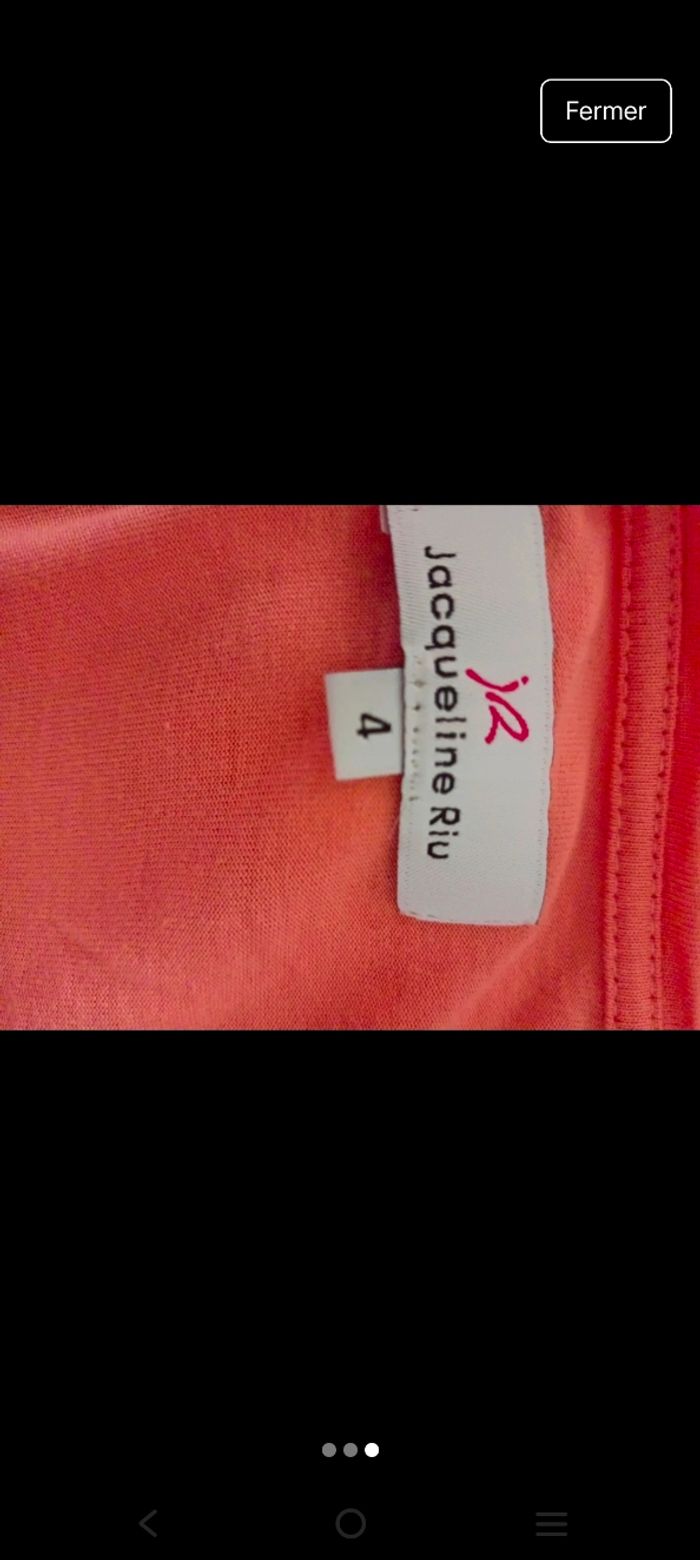 Fermer
jR
Jacqueline Riu
4